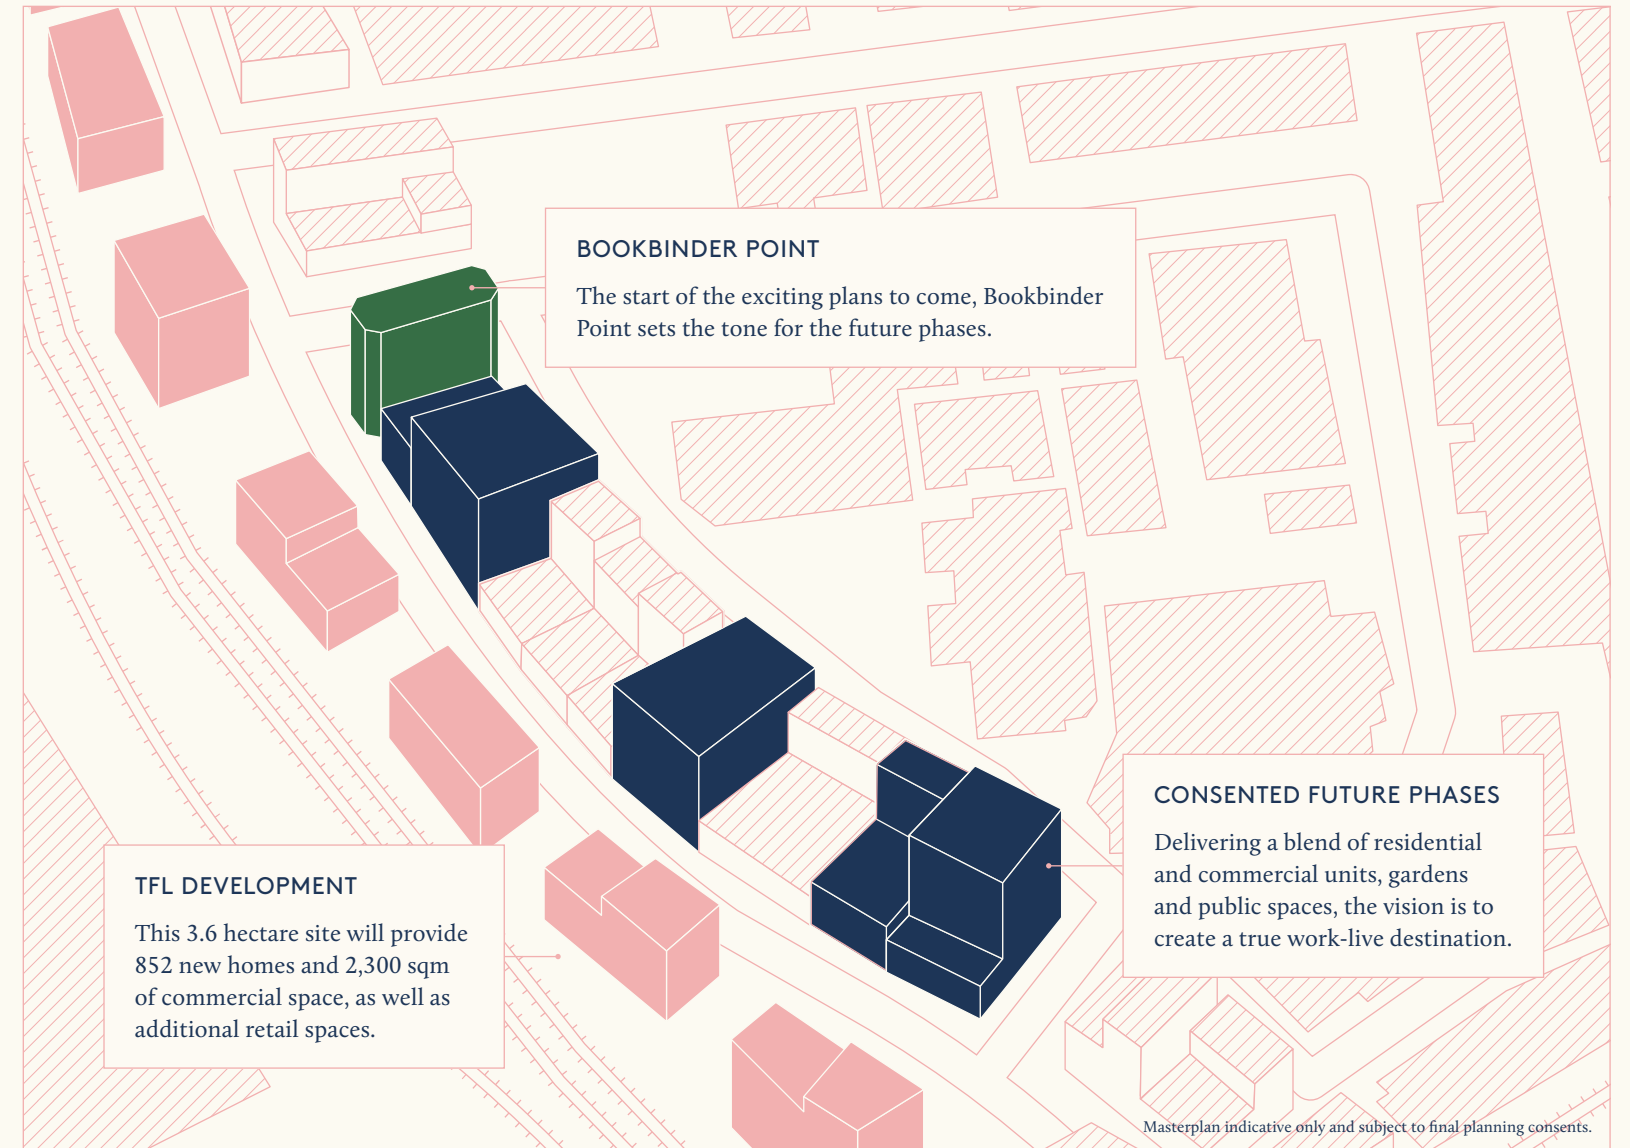 BOOKBINDER POINT
The start of the exciting plans to come, Bookbinder
Point sets the tone for the future phases.
CONSENTED FUTURE PHASES
Delivering a blend of residential
and commercial units, gardens
and public spaces, the vision is to
create a true work-live destination.
TFL DEVELOPMENT
This 3.6 hectare site will provide
852 new homes and 2,300 sqm
of commercial space, as well as
additional retail spaces.
Masterplan indicative only and subject to final planning consents.